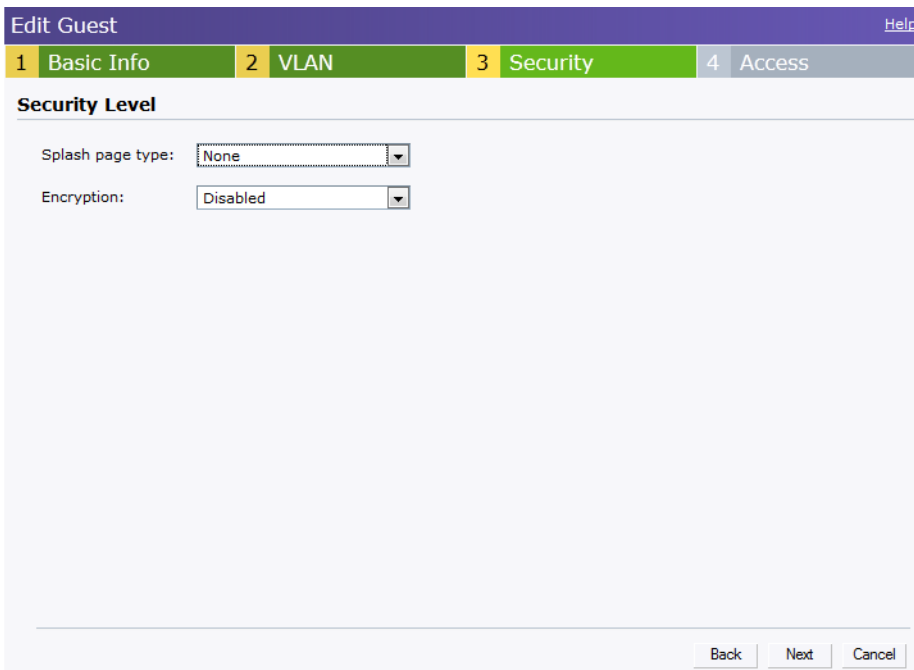 Edit Guest Help
1 Basic Info 2 VLAN 3 Security 4 Access
Security Level
Splash page type: None
Encryption: Disabled
Back Next Cancel